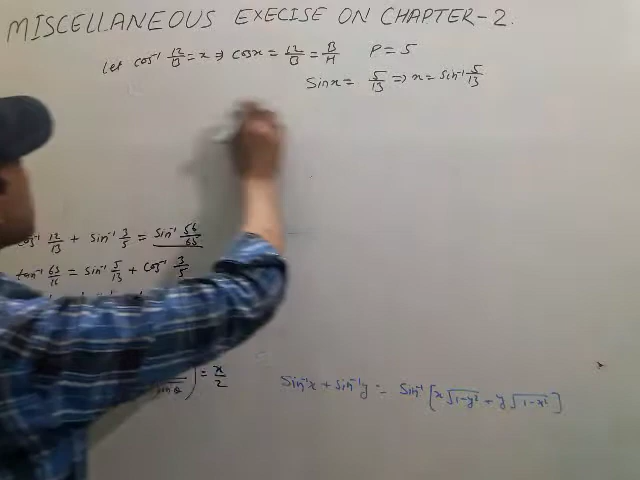 MISCELLANEOUS EXECISE ON CHAPTER-2.
Let cos⁻¹ 12/13 = x ⇒ cosx = 12/13 = B/H P = 5
Sinx = 5/13 ⇒ x = sin⁻¹ 5/13
cos⁻¹ 12/13 + sin⁻¹ 3/5 = sin⁻¹ 56/65
tan⁻¹ 63/16 = sin⁻¹ 5/13 + cos⁻¹ 3/5
) = x/2
Sin⁻¹x + sin⁻¹y = Sin⁻¹ [x√1-y² + y√1-x²]